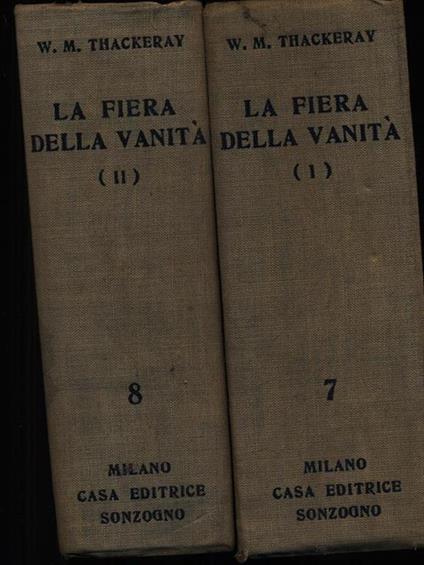 W. M. THACKERAY
LA FIERA
DELLA VANITÀ
( II )
8
MILANO
CASA EDITRICE
SONZOGNO
W. M. THACKERAY
LA FIERA
DELLA VANITÀ
( I )
7
MILANO
CASA EDITRICE
SONZOGNO